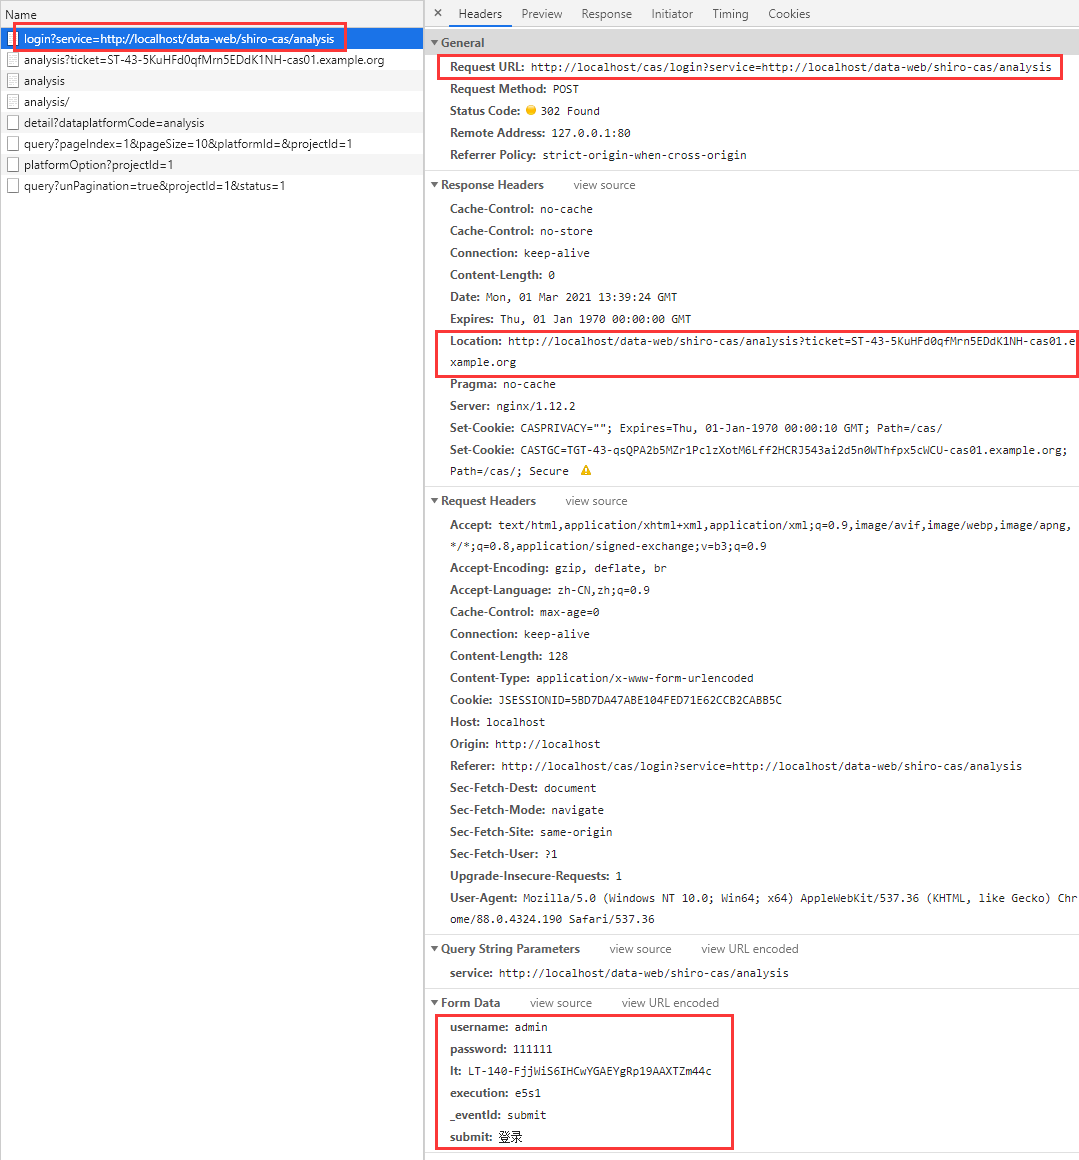 Name
login?service=http://localhost/data-web/shiro-cas/analysis
analysis?ticket=ST-43-5KuHFd0qfMrn5EDdK1NH-cas01.example.org
analysis
analysis/
detail?dataplatformCode=analysis
query?pageIndex=1&pageSize=10&platformId=&projectId=1
platformOption?projectId=1
query?unPagination=true&projectId=1&status=1
× Headers Preview Response Initiator Timing Cookies
General
Request URL: http://localhost/cas/login?service=http://localhost/data-web/shiro-cas/analysis
Request Method: POST
Status Code: 302 Found
Remote Address: 127.0.0.1:80
Referrer Policy: strict-origin-when-cross-origin
Response Headers view source
Cache-Control: no-cache
Cache-Control: no-store
Connection: keep-alive
Content-Length: 0
Date: Mon, 01 Mar 2021 13:39:24 GMT
Expires: Thu, 01 Jan 1970 00:00:00 GMT
Location: http://localhost/data-web/shiro-cas/analysis?ticket=ST-43-5KuHFd0qfMrn5EDdK1NH-cas01.e
xample.org
Pragma: no-cache
Server: nginx/1.12.2
Set-Cookie: CASPRIVACY=""; Expires=Thu, 01-Jan-1970 00:00:10 GMT; Path=/cas/
Set-Cookie: CASTGC=TGT-43-qsQPA2b5MZr1PclzXotM6Lff2HCRJ543ai2d5n0WThfpx5cWCU-cas01.example.org;
Path=/cas/; Secure
Request Headers view source
Accept: text/html,application/xhtml+xml,application/xml;q=0.9,image/avif,image/webp,image/apng,
*/*;q=0.8,application/signed-exchange;v=b3;q=0.9
Accept-Encoding: gzip, deflate, br
Accept-Language: zh-CN,zh;q=0.9
Cache-Control: max-age=0
Connection: keep-alive
Content-Length: 128
Content-Type: application/x-www-form-urlencoded
Cookie: JSESSIONID=5BD7DA47ABE104FED71E62CCB2CABB5C
Host: localhost
Origin: http://localhost
Referer: http://localhost/cas/login?service=http://localhost/data-web/shiro-cas/analysis
Sec-Fetch-Dest: document
Sec-Fetch-Mode: navigate
Sec-Fetch-Site: same-origin
Sec-Fetch-User: ?1
Upgrade-Insecure-Requests: 1
User-Agent: Mozilla/5.0 (Windows NT 10.0; Win64; x64) AppleWebKit/537.36 (KHTML, like Gecko) Chr
ome/88.0.4324.190 Safari/537.36
Query String Parameters view source view URL encoded
service: http://localhost/data-web/shiro-cas/analysis
Form Data view source view URL encoded
username: admin
password: 111111
lt: LT-140-FjjWiS6IHCwYGAEYgRp19AAXTZm44c
execution: e5s1
_eventId: submit
submit: 登录